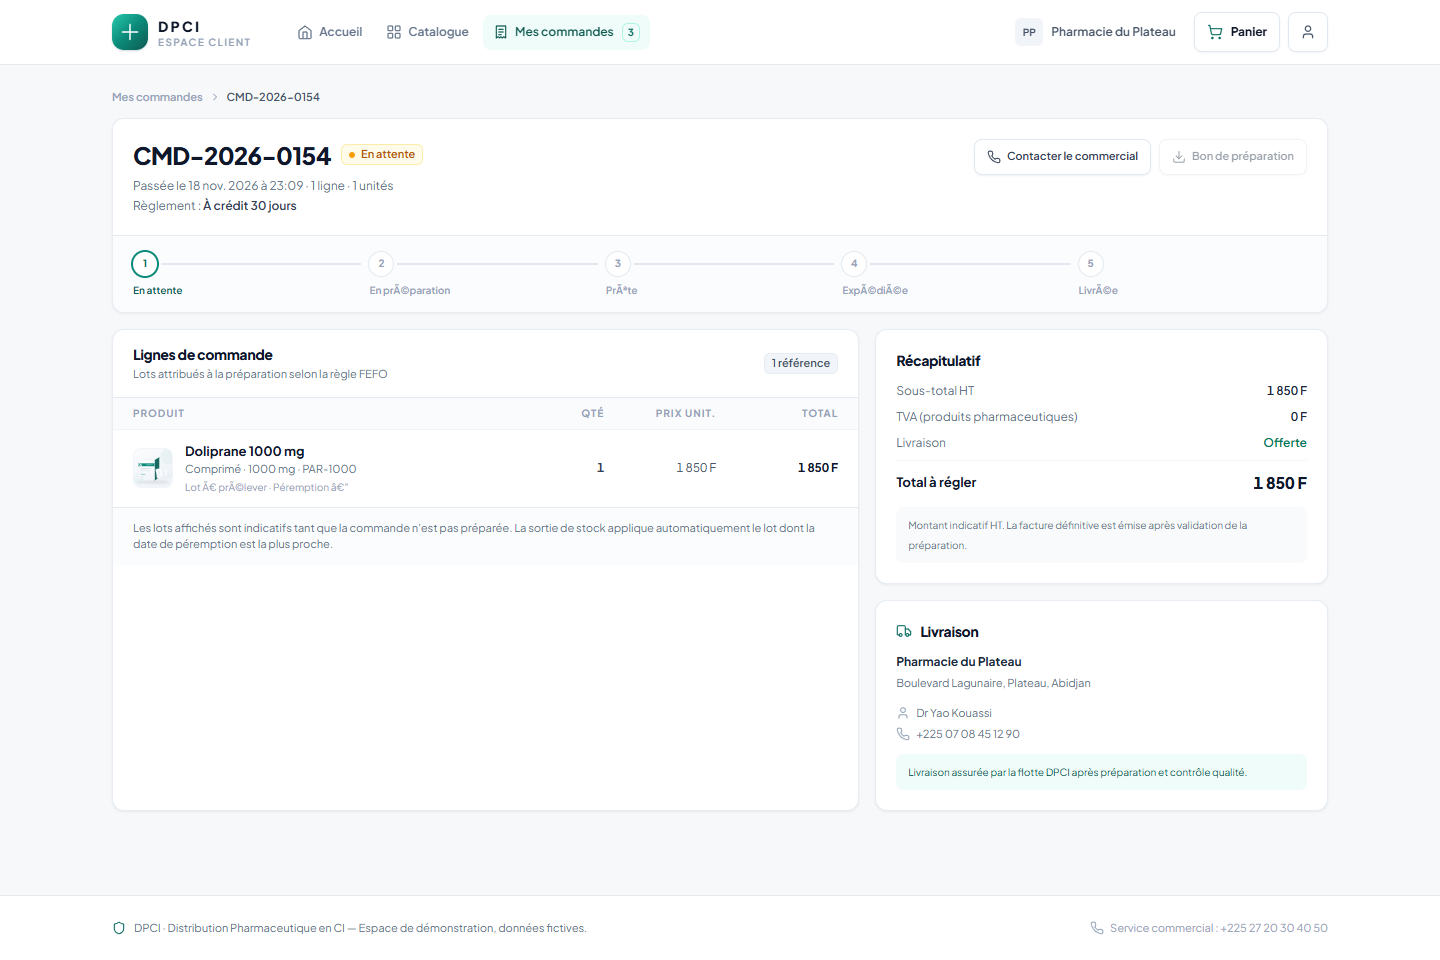 DPCI
ESPACE CLIENT
Accueil
Catalogue
Mes commandes 3
PP Pharmacie du Plateau
Panier
Mes commandes > CMD-2026-0154
CMD-2026-0154
En attente
Contacter le commercial
Bon de préparation
Passée le 18 nov. 2026 à 23:09 · 1 ligne · 1 unités
Règlement : À crédit 30 jours
1 2 3 4 5
En attente
En prÃ©paration
PrÃªte
ExpÃ©diÃ©e
LivrÃ©e
Lignes de commande
Lots attribués à la préparation selon la règle FEFO
1 référence
PRODUIT QTÉ PRIX UNIT. TOTAL
Doliprane 1000 mg
Comprimé · 1000 mg · PAR-1000
Lot Ã€ prÃ©lever · Péremption â€”
1 1 850 F 1 850 F
Les lots affichés sont indicatifs tant que la commande n'est pas préparée. La sortie de stock applique automatiquement le lot dont la
date de péremption est la plus proche.
Récapitulatif
Sous-total HT 1 850 F
TVA (produits pharmaceutiques) 0 F
Livraison Offerte
Total à régler 1 850 F
Montant indicatif HT. La facture définitive est émise après validation de la
préparation.
Livraison
Pharmacie du Plateau
Boulevard Lagunaire, Plateau, Abidjan
Dr Yao Kouassi
+225 07 08 45 12 90
Livraison assurée par la flotte DPCI après préparation et contrôle qualité.
DPCI · Distribution Pharmaceutique en CI — Espace de démonstration, données fictives.
Service commercial : +225 27 20 30 40 50